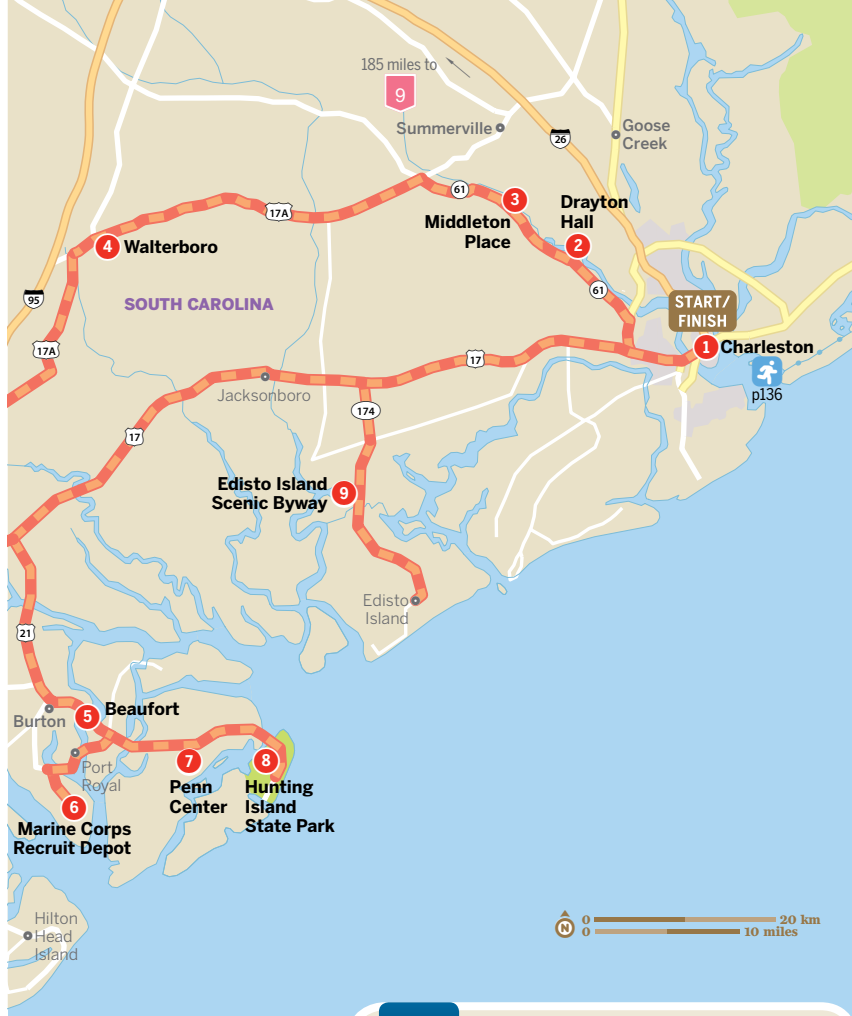 185 miles to
9
Summerville
26
Goose
Creek
61
3
Drayton
Hall
17A
Middleton
Place
2
4 Walterboro
61
95
SOUTH CAROLINA
START/
FINISH
17A
17
1 Charleston
Jacksonboro
p136
174
17
Edisto Island
Scenic Byway
9
Edisto
Island
21
5 Beaufort
Burton
7
8
Port
Royal
Penn
Center
Hunting
Island
State Park
6
Marine Corps
Recruit Depot
Hilton
Head
Island
N
0 20 km
0 10 miles